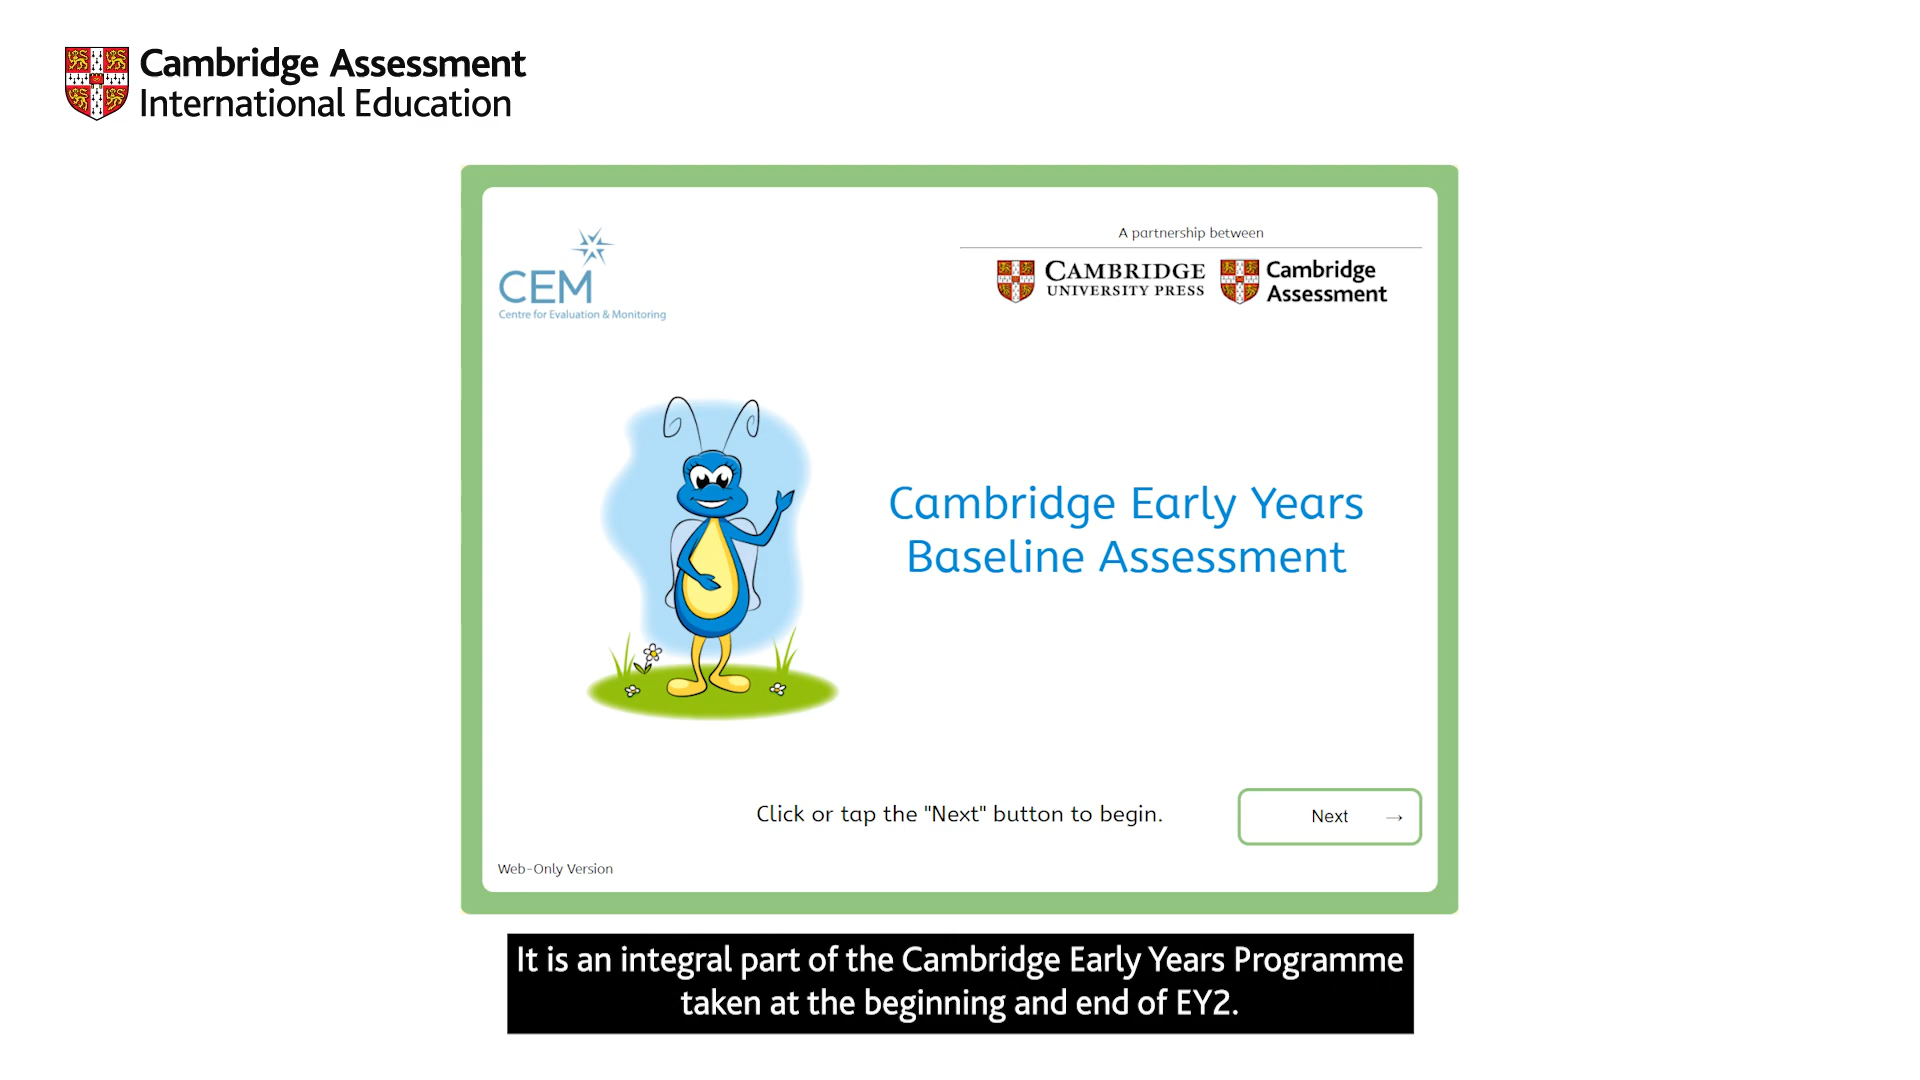 Cambridge Assessment
International Education
CEM
Centre for Evaluation & Monitoring
A partnership between
CAMBRIDGE
UNIVERSITY PRESS
Cambridge
Assessment
Cambridge Early Years
Baseline Assessment
Click or tap the "Next" button to begin.
Next →
Web-Only Version
It is an integral part of the Cambridge Early Years Programme
taken at the beginning and end of EY2.